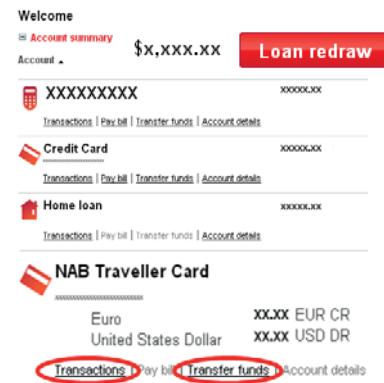 Welcome
Account summary
Account
$x,xxx.xx
Loan redraw
XXXXXXXXX
xxxxx.xx
Transactions | Pay bill | Transfer funds | Account details
Credit Card
xxxxx.xx
Transactions | Pay bill | Transfer funds | Account details
Home loan
xxxxx.xx
Transactions | Pay bill | Transfer funds | Account details
NAB Traveller Card
Euro xx.xx EUR CR
United States Dollar xx.xx USD DR
Transactions | Pay bill | Transfer funds | Account details